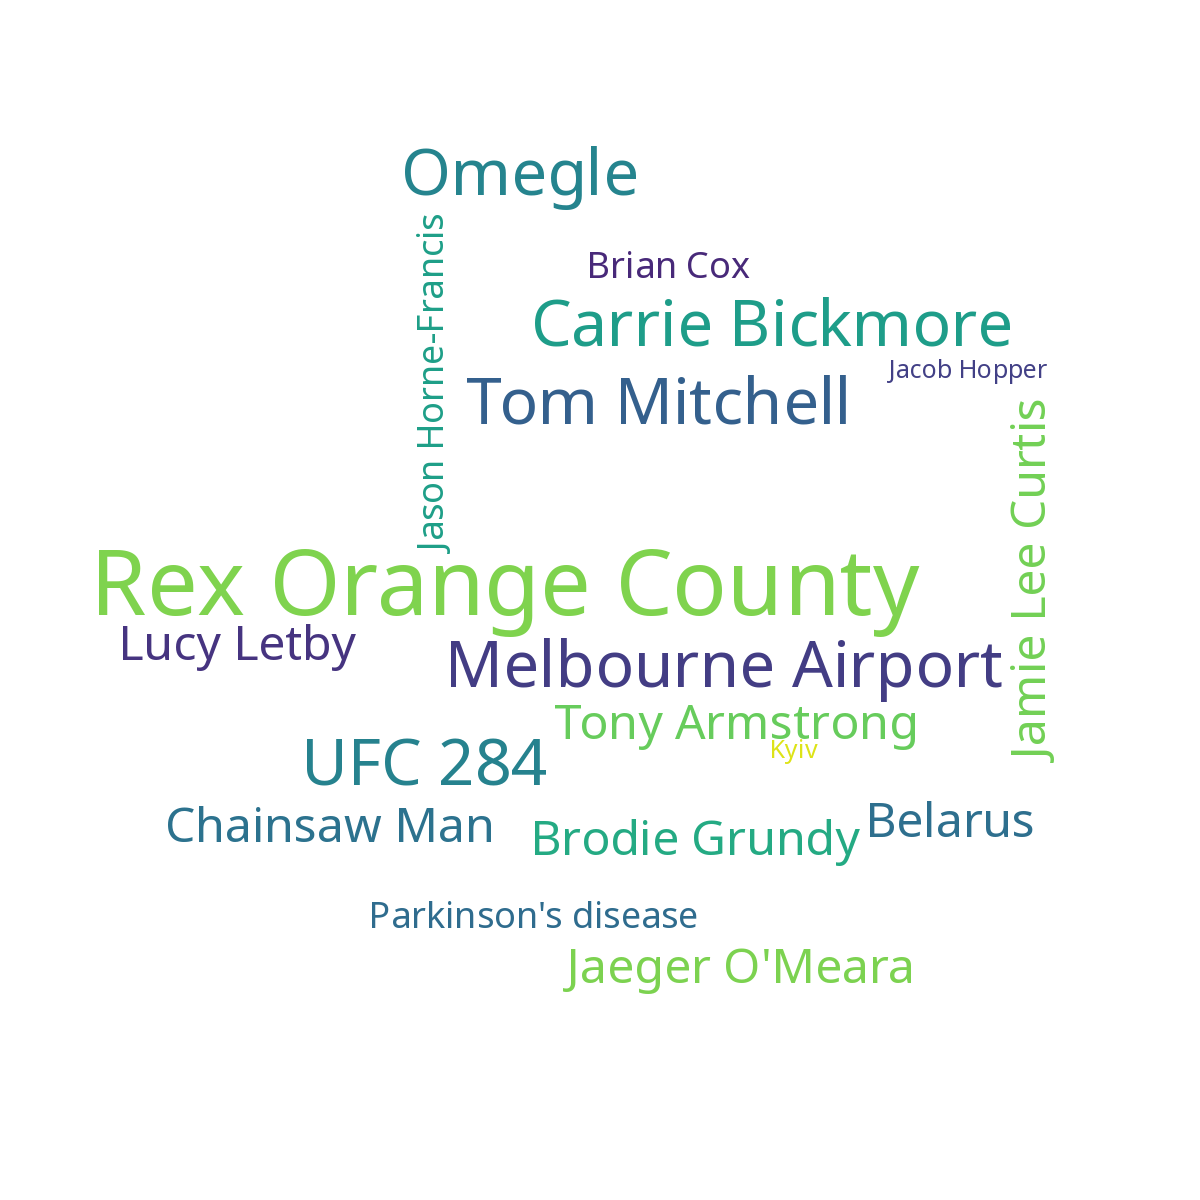 Omegle
Jason Horne-Francis
Brian Cox
Carrie Bickmore
Jacob Hopper
Tom Mitchell
Jamie Lee Curtis
Rex Orange County
Lucy Letby
Melbourne Airport
Tony Armstrong
Kyiv
UFC 284
Chainsaw Man
Brodie Grundy
Belarus
Parkinson's disease
Jaeger O'Meara